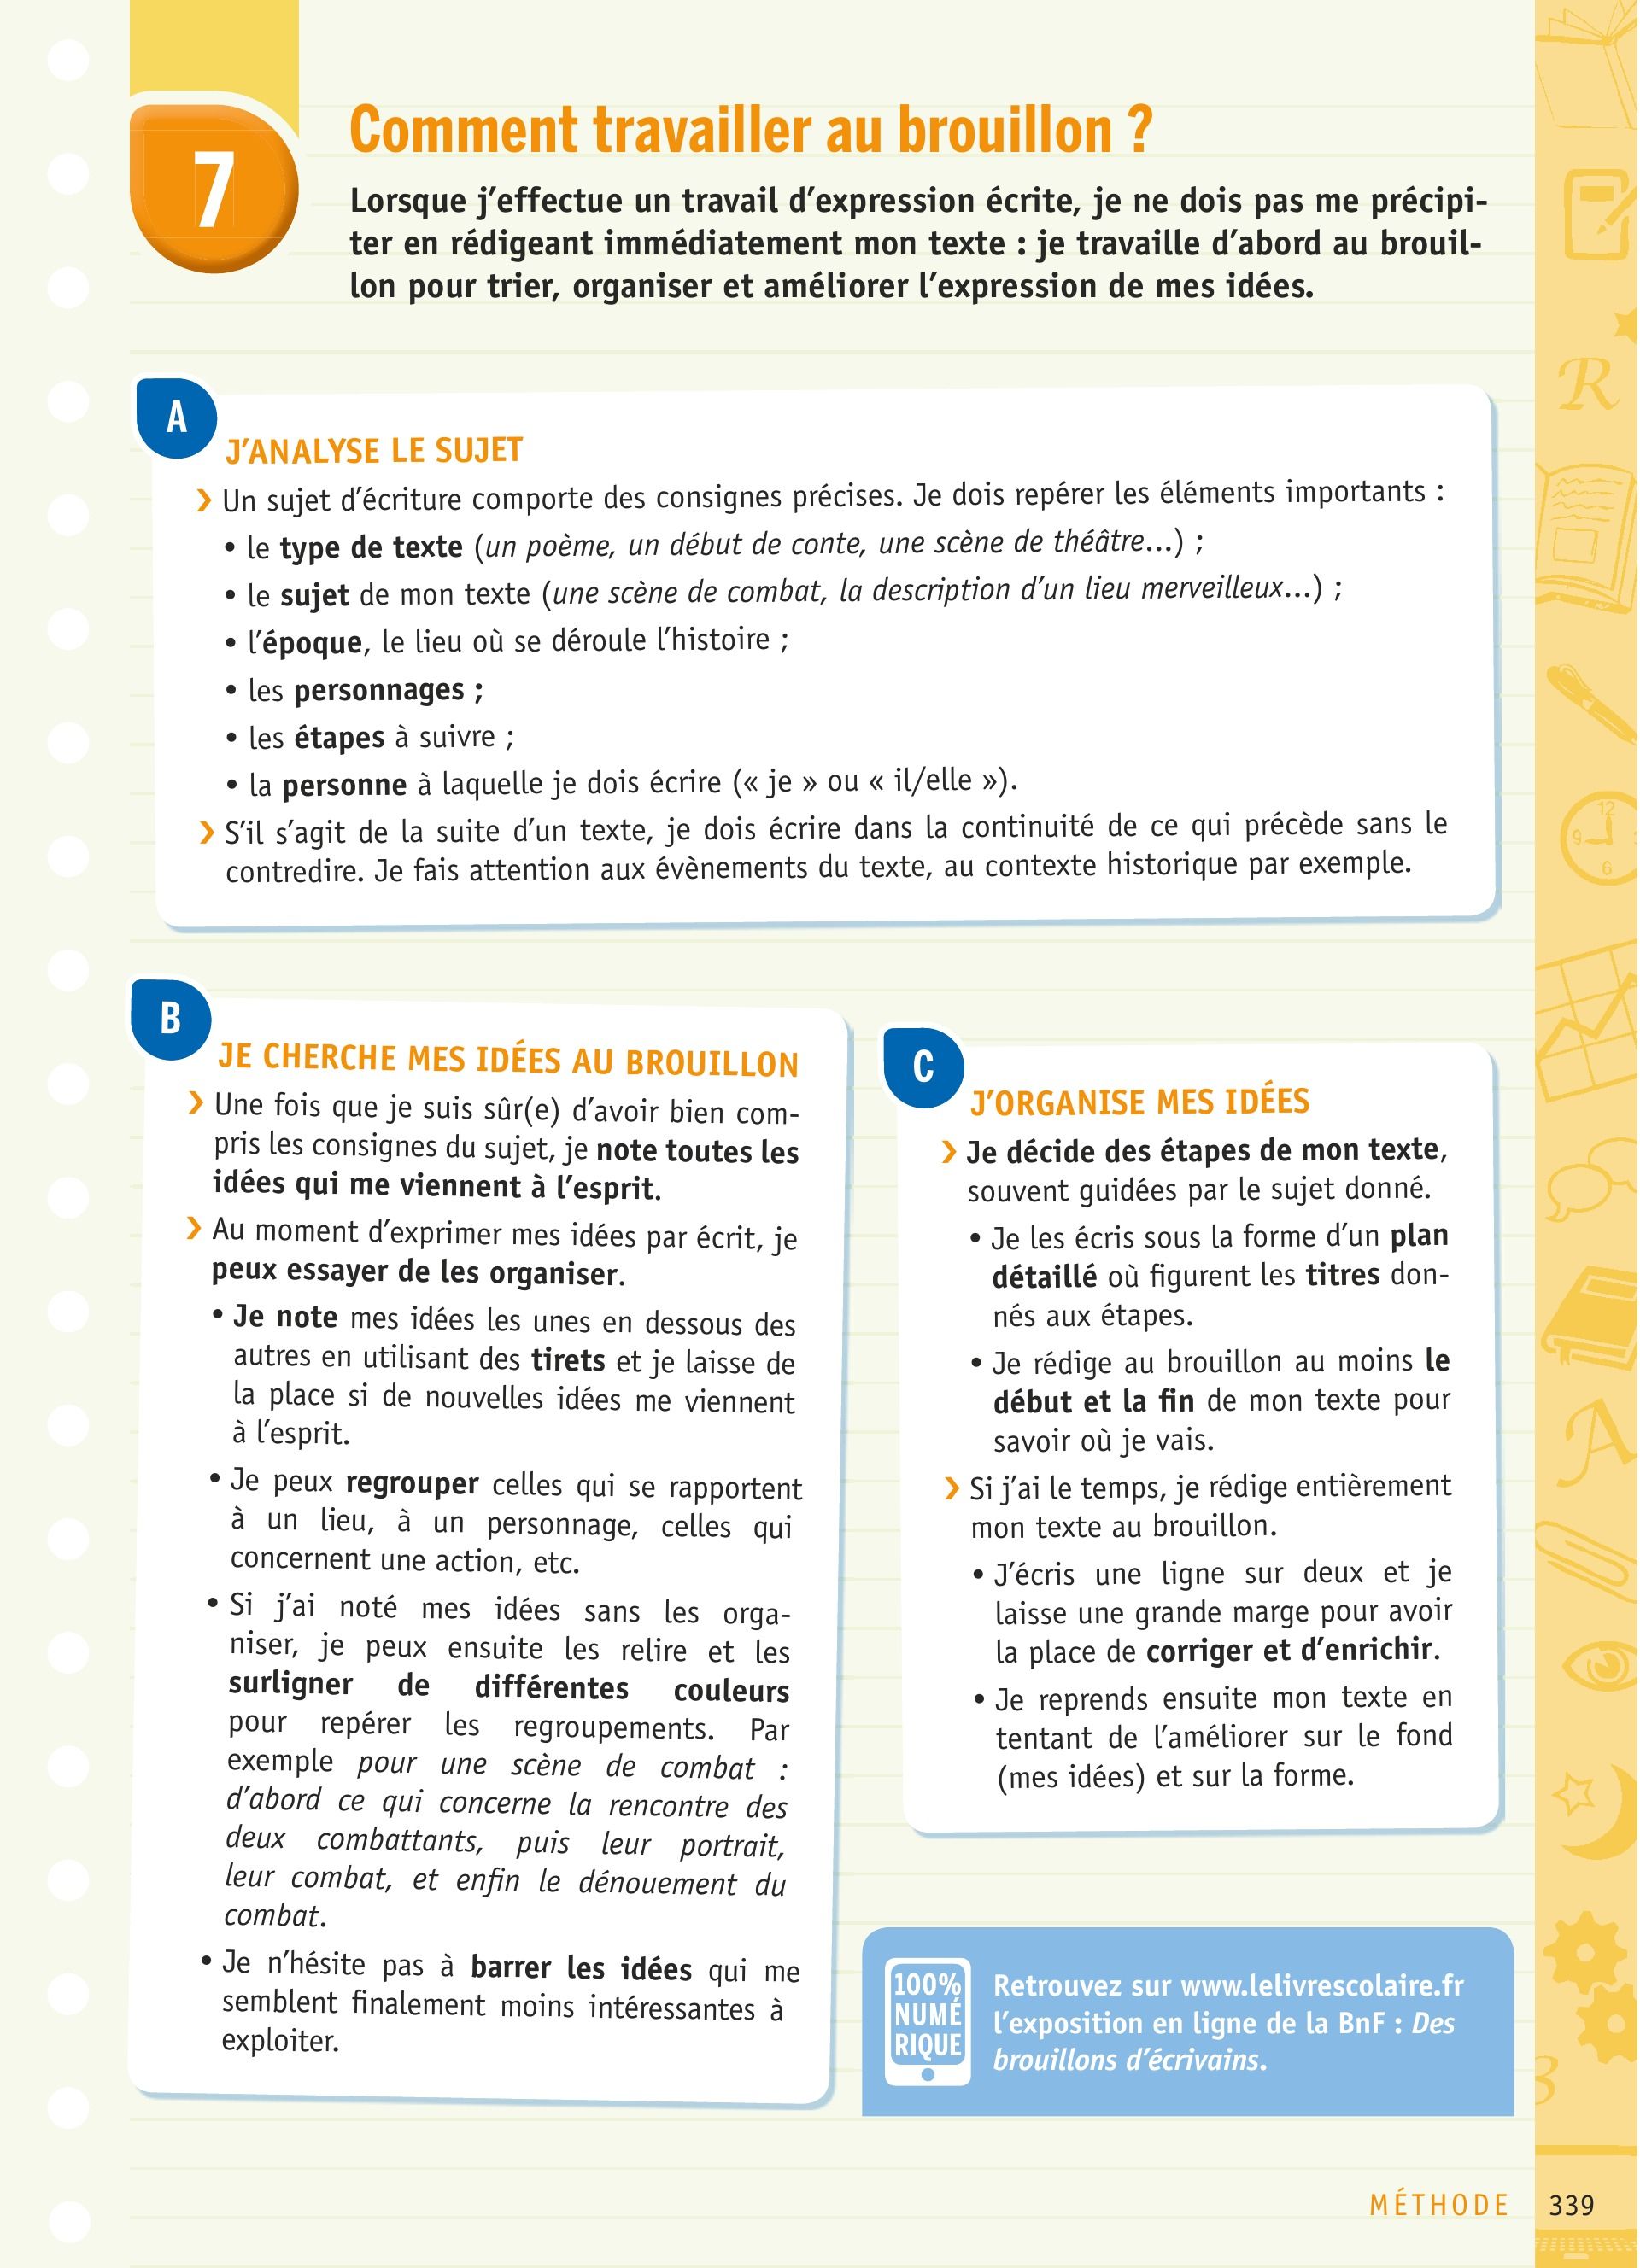 7
Comment travailler au brouillon ?
Lorsque j’effectue un travail d’expression écrite, je ne dois pas me précipi-
ter en rédigeant immédiatement mon texte : je travaille d’abord au brouil-
lon pour trier, organiser et améliorer l’expression de mes idées.
A
J’ANALYSE LE SUJET
› Un sujet d’écriture comporte des consignes précises. Je dois repérer les éléments importants :
• le type de texte (un poème, un début de conte, une scène de théâtre...) ;
• le sujet de mon texte (une scène de combat, la description d’un lieu merveilleux...) ;
• l’époque, le lieu où se déroule l’histoire ;
• les personnages ;
• les étapes à suivre ;
• la personne à laquelle je dois écrire (« je » ou « il/elle »).
› S’il s’agit de la suite d’un texte, je dois écrire dans la continuité de ce qui précède sans le
contredire. Je fais attention aux évènements du texte, au contexte historique par exemple.
B
JE CHERCHE MES IDÉES AU BROUILLON
› Une fois que je suis sûr(e) d’avoir bien com-
pris les consignes du sujet, je note toutes les
idées qui me viennent à l’esprit.
› Au moment d’exprimer mes idées par écrit, je
peux essayer de les organiser.
• Je note mes idées les unes en dessous des
autres en utilisant des tirets et je laisse de
la place si de nouvelles idées me viennent
à l’esprit.
• Je peux regrouper celles qui se rapportent
à un lieu, à un personnage, celles qui
concernent une action, etc.
• Si j’ai noté mes idées sans les orga-
niser, je peux ensuite les relire et les
surligner de différentes couleurs
pour repérer les regroupements. Par
exemple pour une scène de combat :
d’abord ce qui concerne la rencontre des
deux combattants, puis leur portrait,
leur combat, et enfin le dénouement du
combat.
• Je n’hésite pas à barrer les idées qui me
semblent finalement moins intéressantes à
exploiter.
C
J’ORGANISE MES IDÉES
› Je décide des étapes de mon texte,
souvent guidées par le sujet donné.
• Je les écris sous la forme d’un plan
détaillé où figurent les titres don-
nés aux étapes.
• Je rédige au brouillon au moins le
début et la fin de mon texte pour
savoir où je vais.
› Si j’ai le temps, je rédige entièrement
mon texte au brouillon.
• J’écris une ligne sur deux et je
laisse une grande marge pour avoir
la place de corriger et d’enrichir.
• Je reprends ensuite mon texte en
tentant de l’améliorer sur le fond
(mes idées) et sur la forme.
100%
NUMÉ
RIQUE
Retrouvez sur www.lelivrescolaire.fr
l’exposition en ligne de la BnF : Des
brouillons d’écrivains.
R
12
9
6
A
MÉTHODE 339